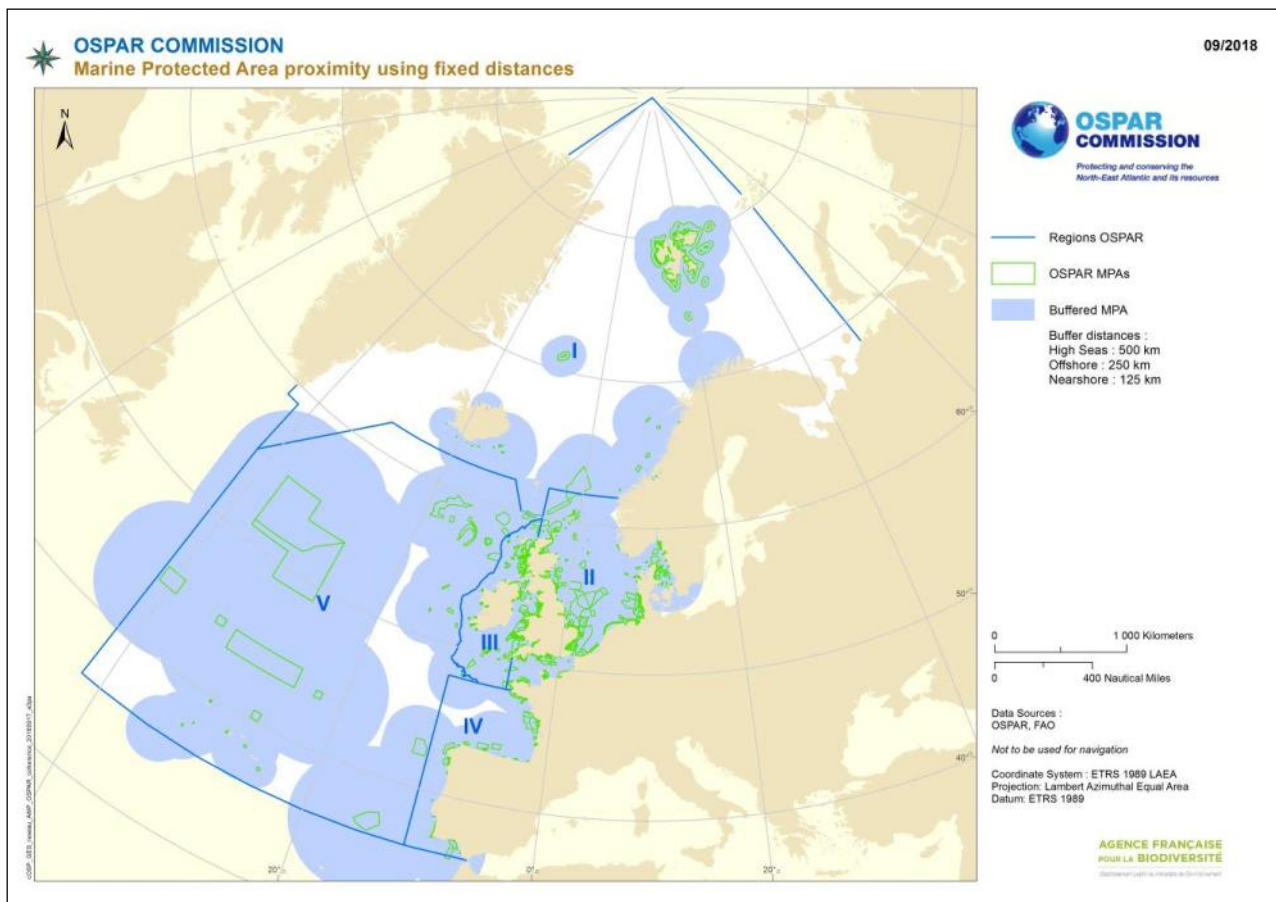 OSPAR COMMISSION
Marine Protected Area proximity using fixed distances
09/2018
N
OSPAR
COMMISSION
Protecting and conserving the
North-East Atlantic and its resources
Regions OSPAR
OSPAR MPAs
Buffered MPA
Buffer distances :
High Seas : 500 km
Offshore : 250 km
Nearshore : 125 km
I
II
III
IV
V
60°
50°
40°
20°
0°
20°
0 1 000 Kilometers
0 400 Nautical Miles
Data Sources :
OSPAR, FAO
Not to be used for navigation
Coordinate System : ETRS 1989 LAEA
Projection: Lambert Azimuthal Equal Area
Datum: ETRS 1989
AGENCE FRANÇAISE
POUR LA BIODIVERSITÉ